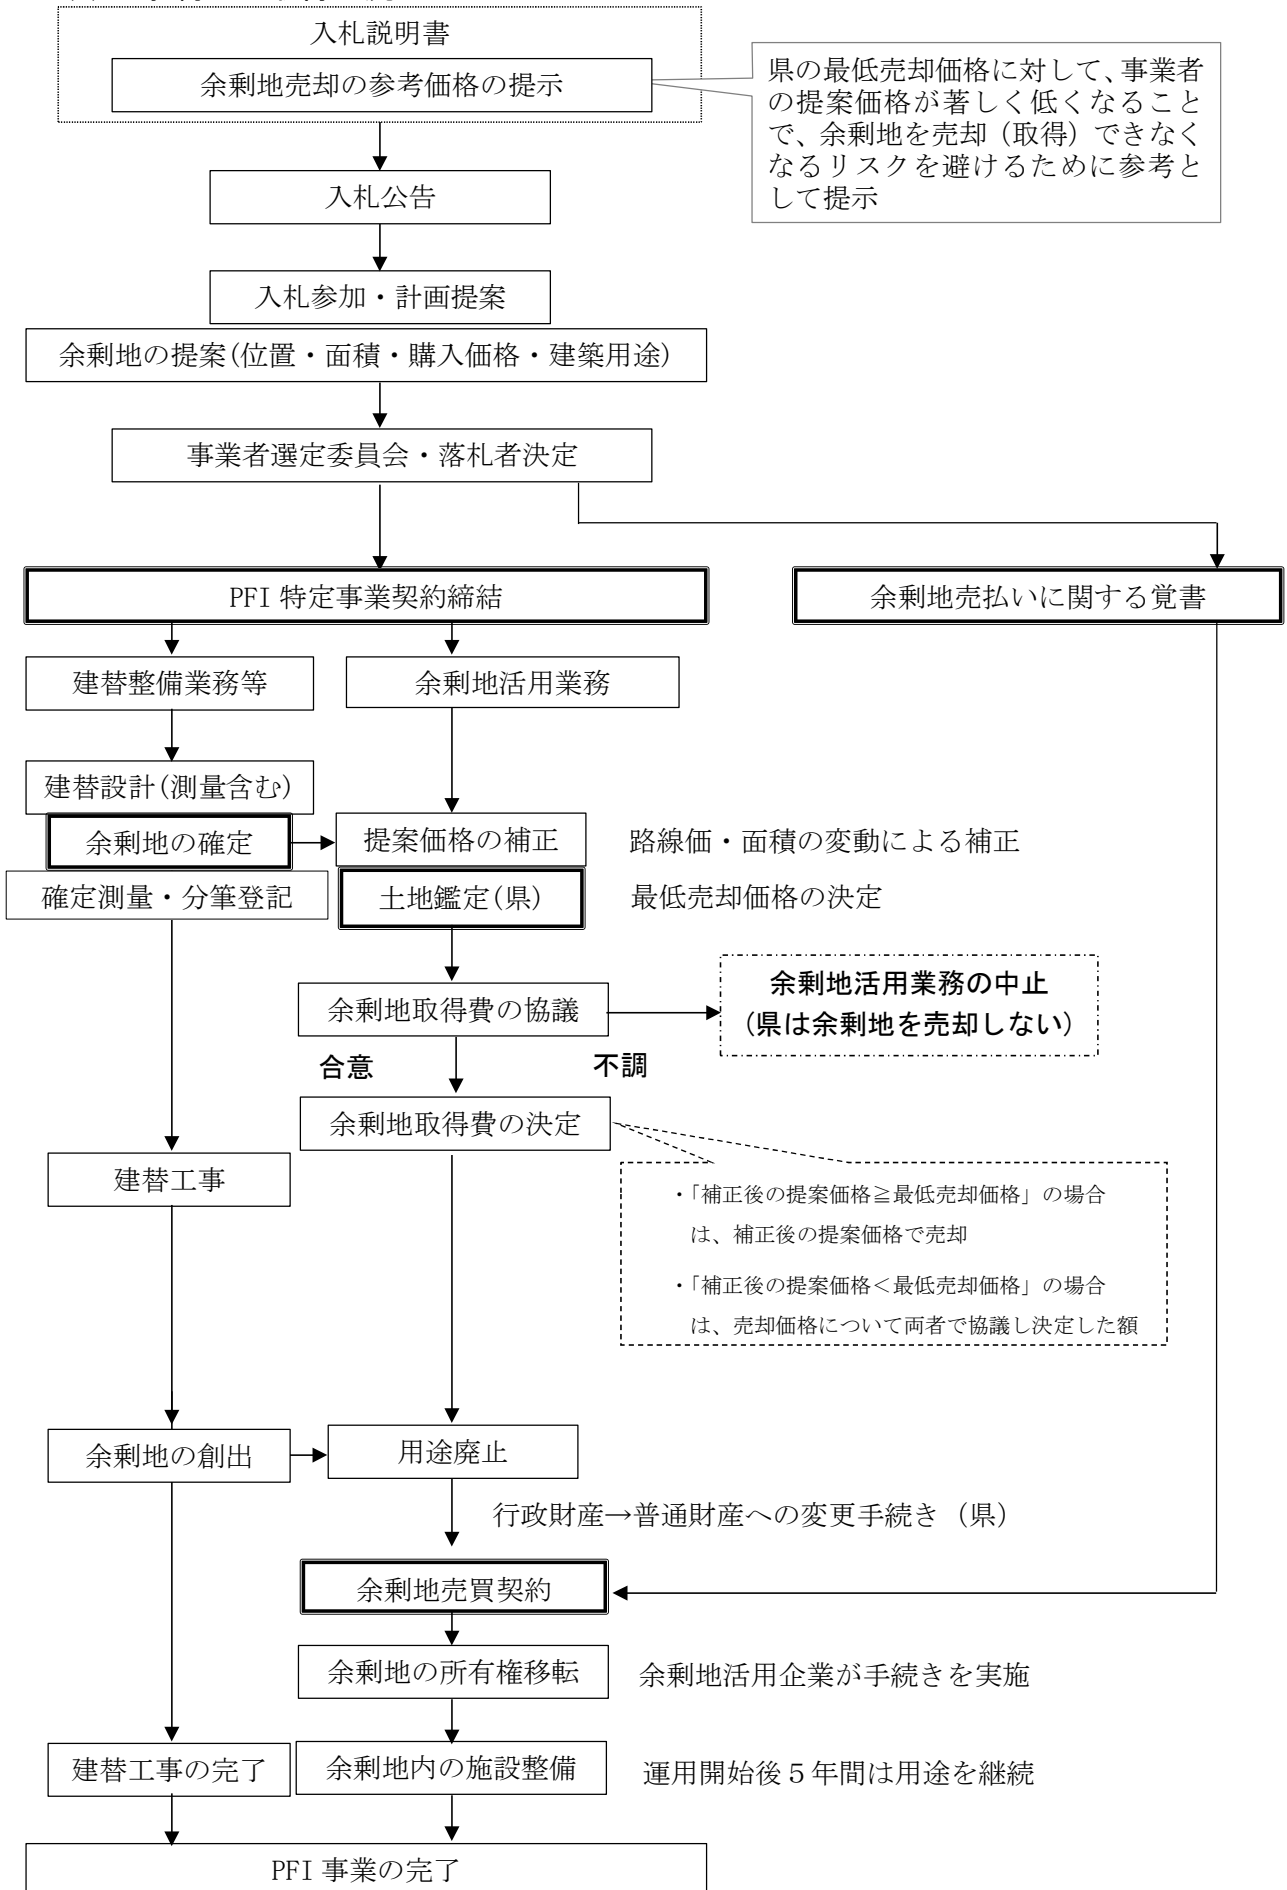 入札説明書
余剰地売却の参考価格の提示
県の最低売却価格に対して、事業者
の提案価格が著しく低くなること
で、余剰地を売却（取得）できなく
なるリスクを避けるために参考と
して提示
入札公告
入札参加・計画提案
余剰地の提案(位置・面積・購入価格・建築用途)
事業者選定委員会・落札者決定
PFI 特定事業契約締結
余剰地売払いに関する覚書
建替整備業務等
余剰地活用業務
建替設計(測量含む)
余剰地の確定
提案価格の補正
路線価・面積の変動による補正
確定測量・分筆登記
土地鑑定(県)
最低売却価格の決定
余剰地取得費の協議
余剰地活用業務の中止
（県は余剰地を売却しない）
合意
不調
余剰地取得費の決定
建替工事
・「補正後の提案価格≧最低売却価格」の場合
は、補正後の提案価格で売却
・「補正後の提案価格＜最低売却価格」の場合
は、売却価格について両者で協議し決定した額
余剰地の創出
用途廃止
行政財産→普通財産への変更手続き（県）
余剰地売買契約
余剰地の所有権移転
余剰地活用企業が手続きを実施
建替工事の完了
余剰地内の施設整備
運用開始後５年間は用途を継続
PFI 事業の完了